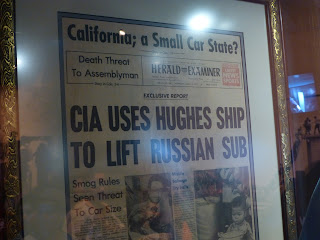 California; a Small Car State?
Death Threat
To Assemblyman
HERALD EXAMINER
EXCLUSIVE REPORT
CIA USES HUGHES SHIP
TO LIFT RUSSIAN SUB
Smog Rules
Seen Threat
To Car Size